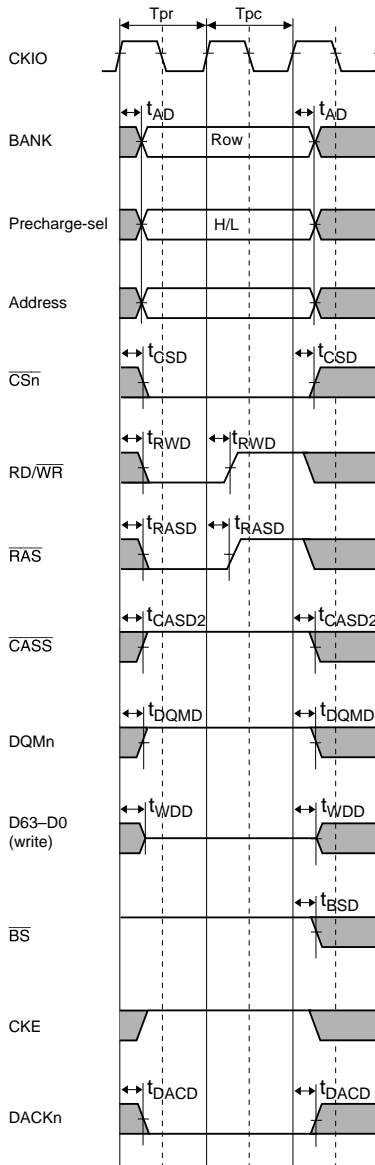 Tpr Tpc
CKIO
tAD tAD
BANK Row
Precharge-sel H/L
Address
tCSD tCSD
CSn
tRWD tRWD
RD/WR
tRASD tRASD
RAS
tCASD2 tCASD2
CASS
tDQMD tDQMD
DQMn
tWDD tWDD
D63–D0
(write)
tBSD
BS
CKE
tDACD tDACD
DACKn